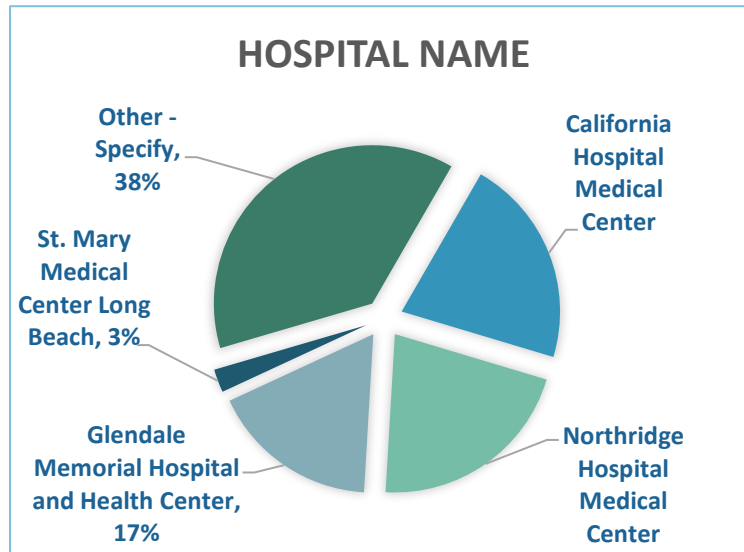 HOSPITAL NAME
Other -
Specify,
38%
California
Hospital
Medical
Center
St. Mary
Medical
Center Long
Beach, 3%
Glendale
Memorial Hospital
and Health Center,
17%
Northridge
Hospital
Medical
Center